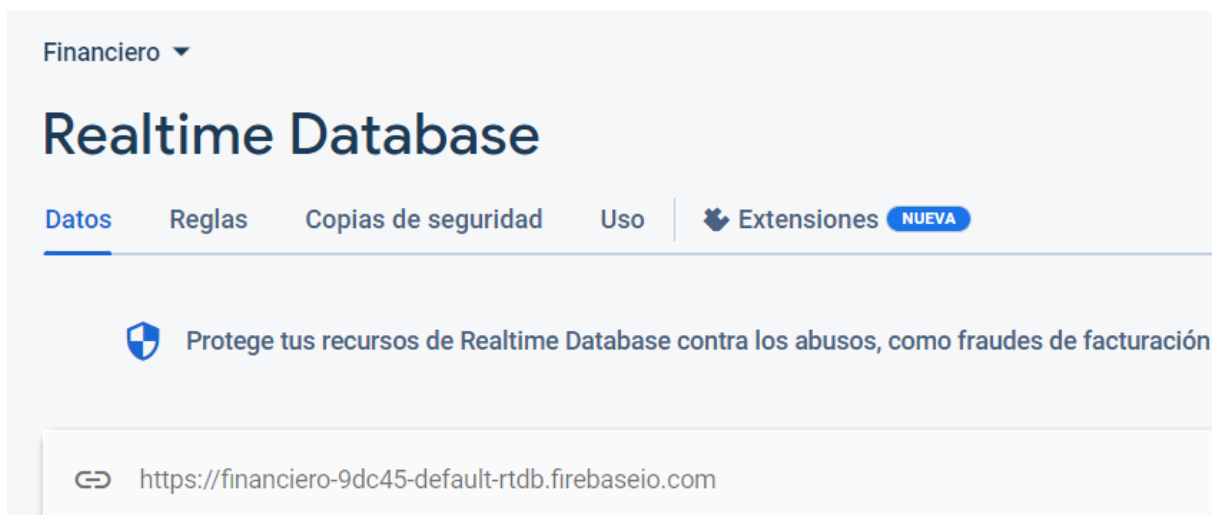 Financiero
Realtime Database
Datos Reglas Copias de seguridad Uso Extensiones NUEVA
Protege tus recursos de Realtime Database contra los abusos, como fraudes de facturación
https://financiero-9dc45-default-rtdb.firebaseio.com